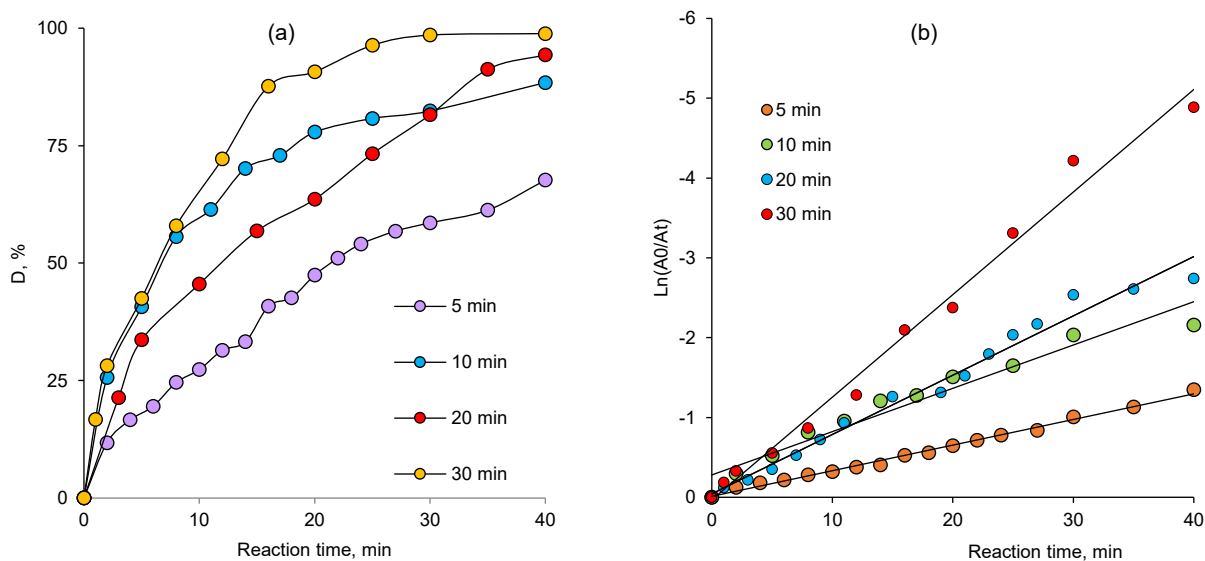 (a)
100
75
50
25
0
D, %
5 min
10 min
20 min
30 min
0 10 20 30 40
Reaction time, min
(b)
-6
-5
-4
-3
-2
-1
0
Ln(A0/At)
5 min
10 min
20 min
30 min
0 10 20 30 40
Reaction time, min